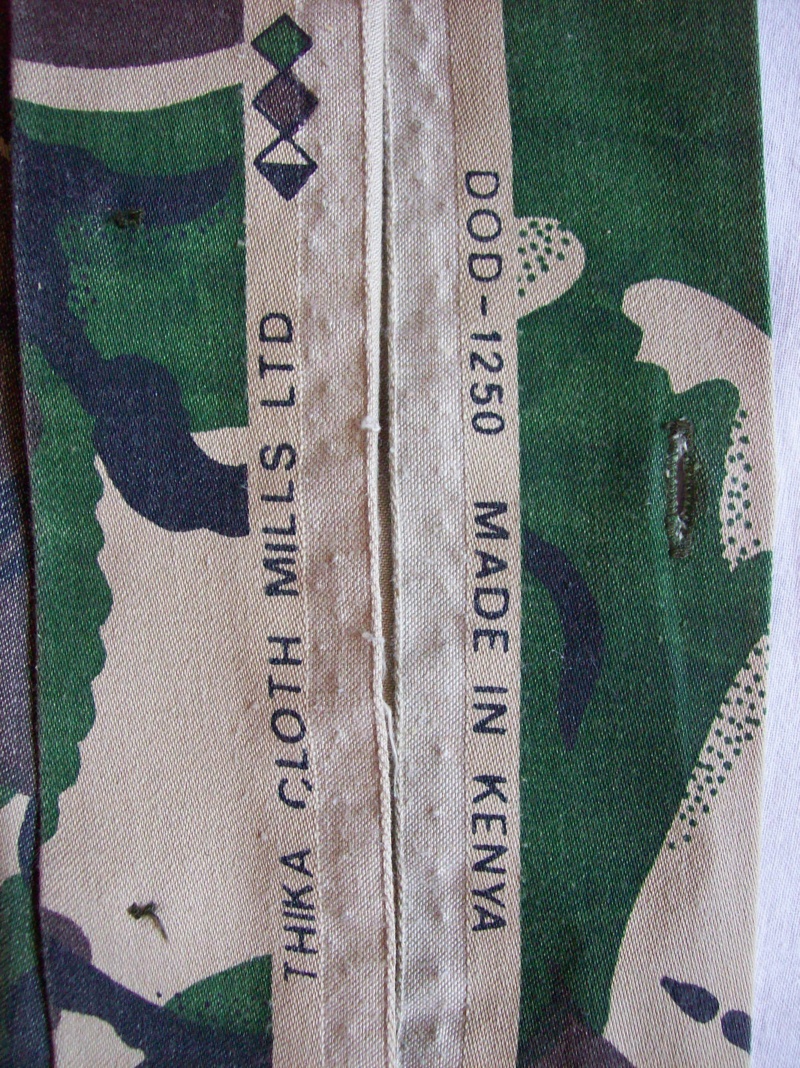 THIKA CLOTH MILLS LTD
DOD-1250 MADE IN KENYA